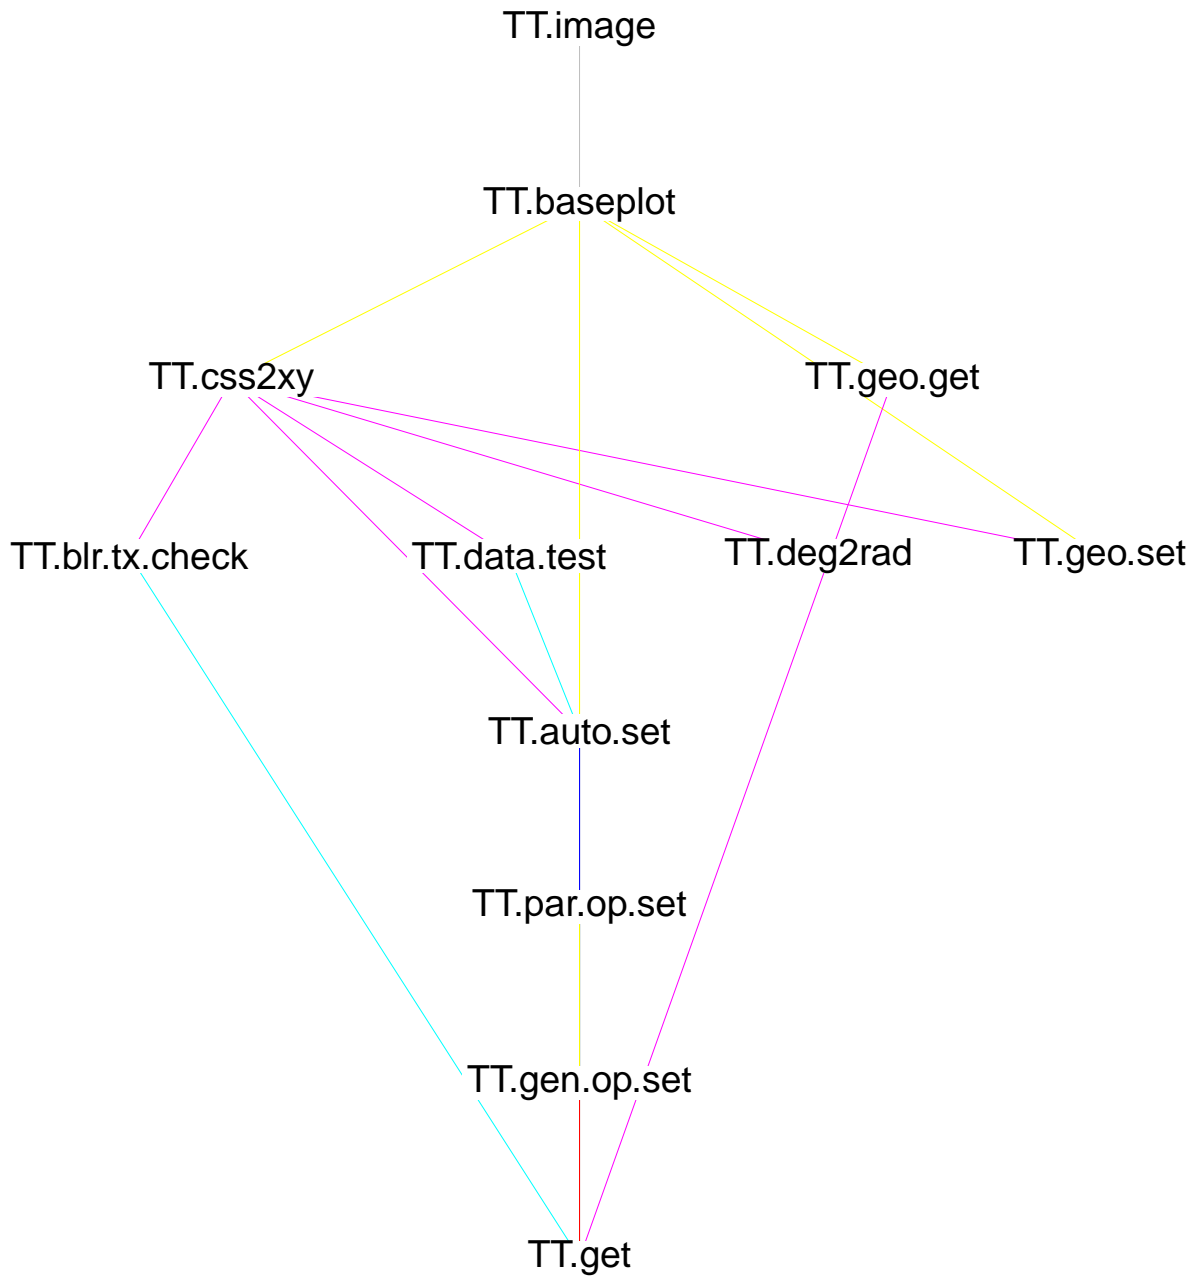 TT.image
TT.baseplot
TT.css2xy
TT.geo.get
TT.blr.tx.check
TT.data.test
TT.deg2rad
TT.geo.set
TT.auto.set
TT.par.op.set
TT.gen.op.set
TT.get